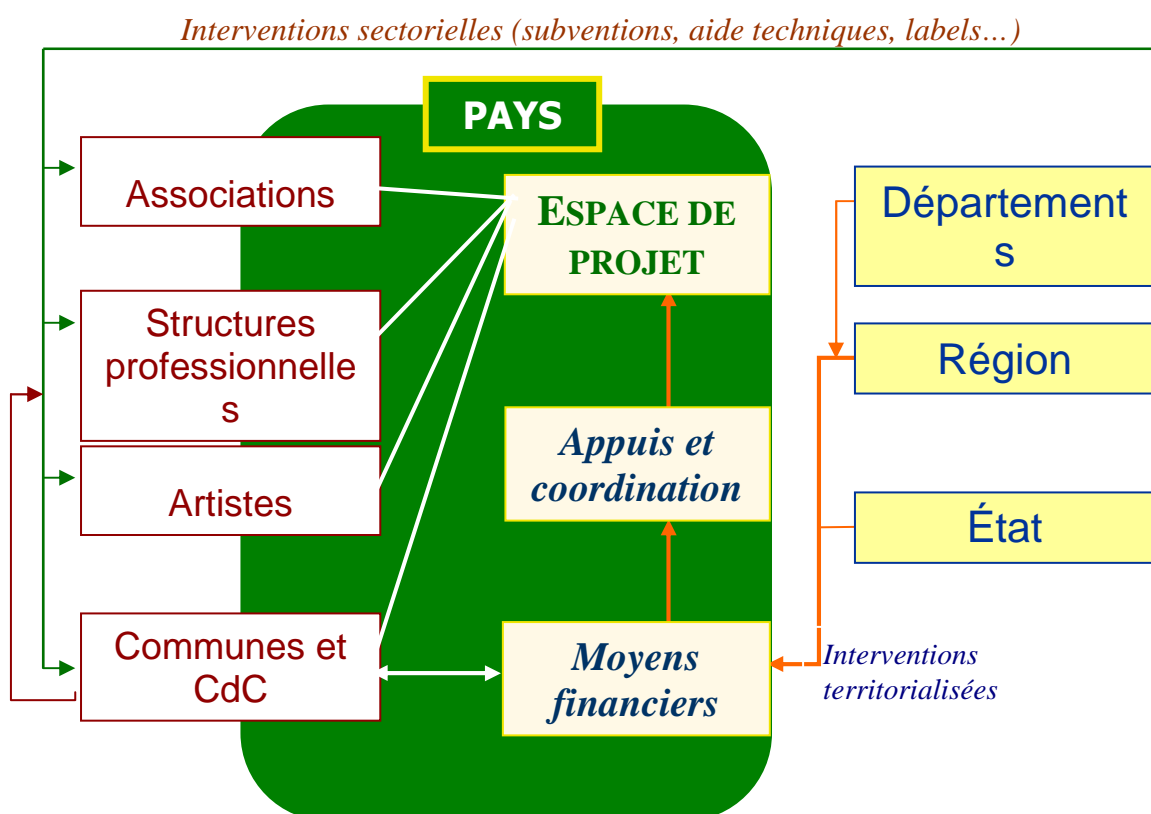 Interventions sectorielles (subventions, aide techniques, labels…)
PAYS
Associations
ESPACE DE
PROJET
Département
s
Structures
professionnelle
s
Région
Appuis et
coordination
Artistes
État
Communes et
CdC
Moyens
financiers
Interventions
territorialisées